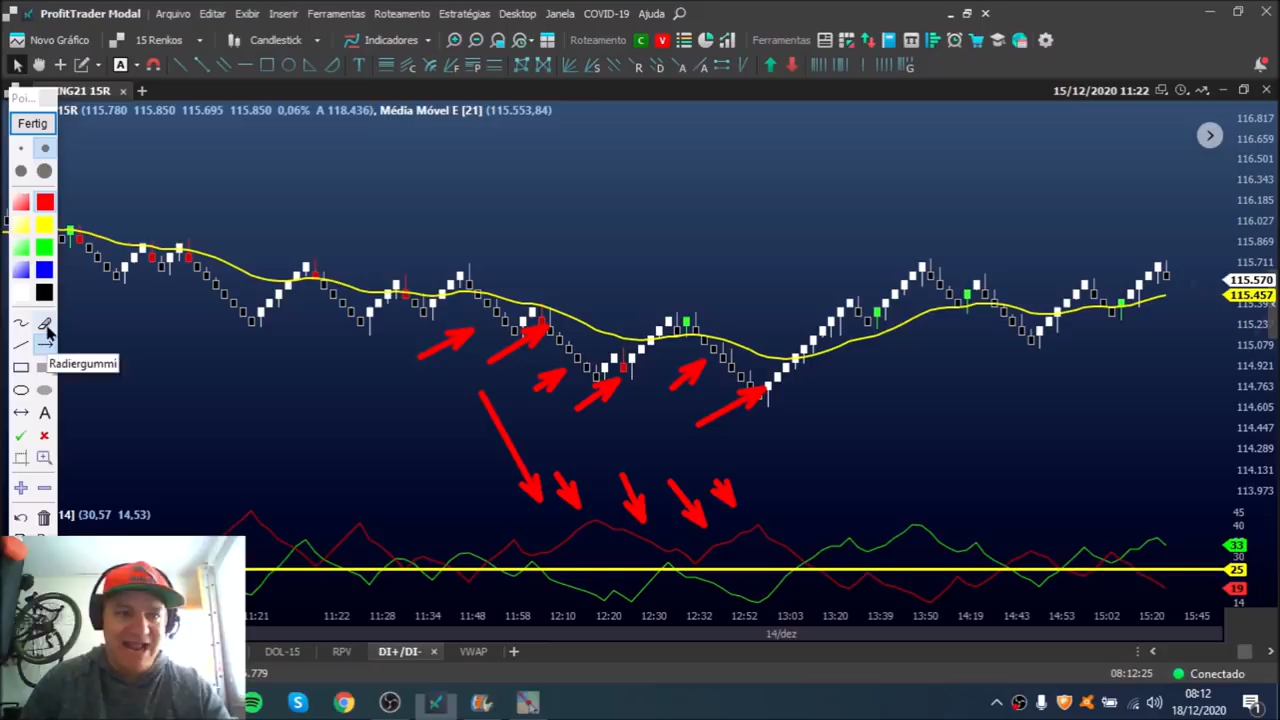 ProfitTrader Modal Arquivo Editar Exibir Inserir Ferramentas Roteamento Estratégias Desktop Janela COVID-19 Ajuda
Novo Gráfico 15 Renkos Candlestick Indicadores Roteamento C V Ferramentas
Poi... NG21 15R 15/12/2020 11:22
15R (115.780 115.850 115.695 115.850 0,06% A 118.436), Média Móvel E [21] (115.553,84)
Fertig
116.817
116.659
116.501
116.343
116.185
116.027
115.869
115.711
115.570
115.457
115.079
Radiergummi
114.921
114.763
114.605
114.447
114.289
114.131
113.973
14] (30,57 14,53)
45
40
33
30
25
19
14
11:21 11:22 11:28 11:34 11:48 12:10 12:20 12:30 12:32 12:52 13:03 13:39 13:50 14:19 14:43 14:53 15:02 15:20 15:45
14/dez
DOL-15 RPV DI+/DI- VWAP
.779 08:12:25 Conectado
08:12
18/12/2020